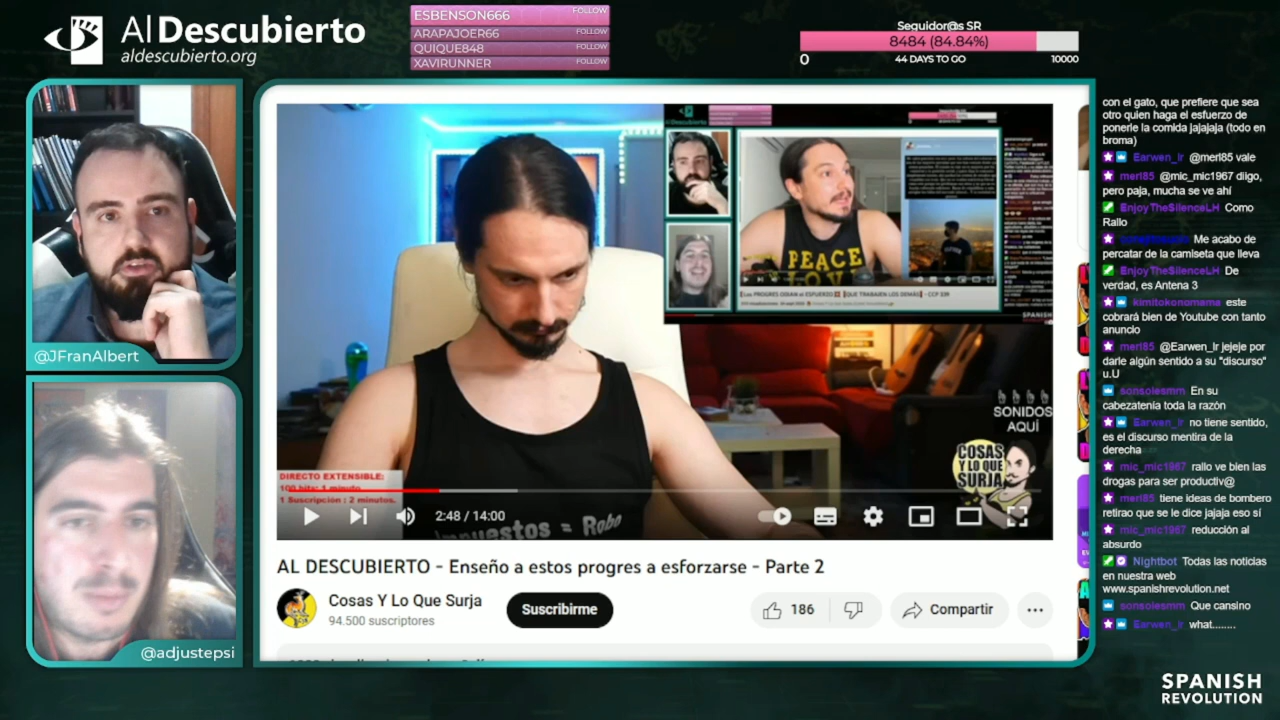 Al Descubierto
aldescubierto.org
ESBENSON666 FOLLOW
ARAPAJOER66 FOLLOW
QUIQUE848 FOLLOW
XAVIRUNNER FOLLOW
Seguidor@s SR
8484 (84.84%)
0 44 DAYS TO GO 10000
@JFranAlbert
@adjustepsi
PEACE
SPANISH
SONIDOS
AQUÍ
COSAS
Y LO QUE
SURJA
DIRECTO EXTENSIBLE:
100 bits: 1 minuto
1 Suscripción : 2 minutos.
Impuestos = Robo
2:48 / 14:00
AL DESCUBIERTO - Enseño a estos progres a esforzarse - Parte 2
Cosas Y Lo Que Surja
94.500 suscriptores
Suscribirme
186
Compartir
con el gato, que prefiere que sea
otro quien haga el esfuerzo de
ponerle la comida jajajaja (todo en
broma)
Earwen_Ir @merl85 vale
merl85 @mic_mic1967 diigo,
pero paja, mucha se ve ahí
EnjoyTheSilenceLH Como
Rallo
Me acabo de
percatar de la camiseta que lleva
EnjoyTheSilenceLH De
verdad, es Antena 3
kimitokonomama este
cobrará bien de Youtube con tanto
anuncio
merl85 @Earwen_Ir jejeje por
darle algún sentido a su "discurso"
u.U
sonsolesmm En su
cabezatenia toda la razón
Earwen_Ir no tiene sentido,
es el discurso mentira de la
derecha
mic_mic1967 rallo ve bien las
drogas para ser productiv@
merl85 tiene ideas de bombero
retirao que se le dice jajaja eso sí
mic_mic1967 reducción al
absurdo
Nightbot Todas las noticias
en nuestra web
www.spanishrevolution.net
sonsolesmm Que cansino
Earwen_Ir what........
SPANISH
REVOLUTION